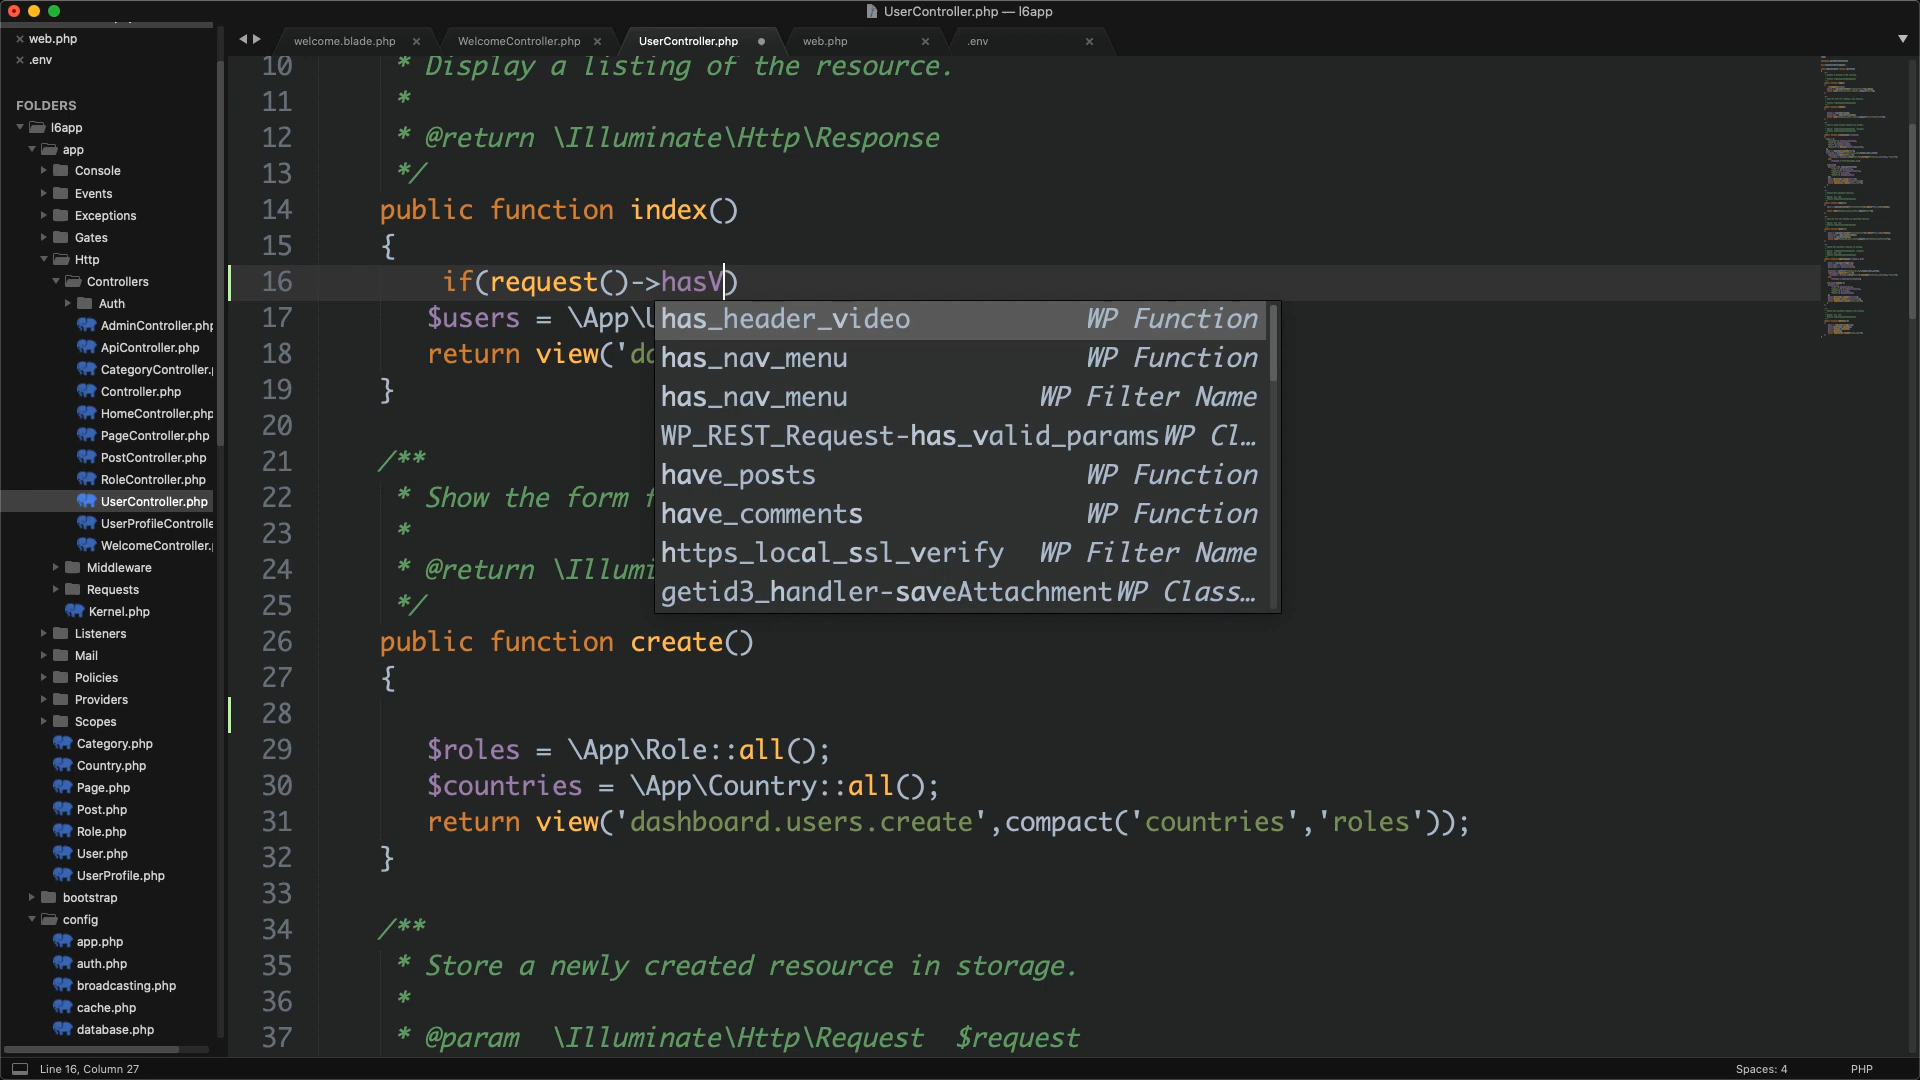 UserController.php — l6app
web.php
.env
FOLDERS
l6app
app
Console
Events
Exceptions
Gates
Http
Controllers
Auth
AdminController.php
ApiController.php
CategoryController.
Controller.php
HomeController.php
PageController.php
PostController.php
RoleController.php
UserController.php
UserProfileControlle
WelcomeController.
Middleware
Requests
Kernel.php
Listeners
Mail
Policies
Providers
Scopes
Category.php
Country.php
Page.php
Post.php
Role.php
User.php
UserProfile.php
bootstrap
config
app.php
auth.php
broadcasting.php
cache.php
database.php
welcome.blade.php WelcomeController.php UserController.php web.php .env
10 * Display a listing of the resource.
11 *
12 * @return \Illuminate\Http\Response
13 */
14 public function index()
15 {
16 if(request()->hasV)
17 $users = \App\U
18 return view('da
19 }
20
21 /**
22 * Show the form f
23 *
24 * @return \Illumi
25 */
26 public function create()
27 {
28
29 $roles = \App\Role::all();
30 $countries = \App\Country::all();
31 return view('dashboard.users.create',compact('countries','roles'));
32 }
33
34 /**
35 * Store a newly created resource in storage.
36 *
37 * @param \Illuminate\Http\Request $request
has_header_video WP Function
has_nav_menu WP Function
has_nav_menu WP Filter Name
WP_REST_Request-has_valid_params WP Cl…
have_posts WP Function
have_comments WP Function
https_local_ssl_verify WP Filter Name
getid3_handler-saveAttachment WP Class…
Line 16, Column 27
Spaces: 4 PHP